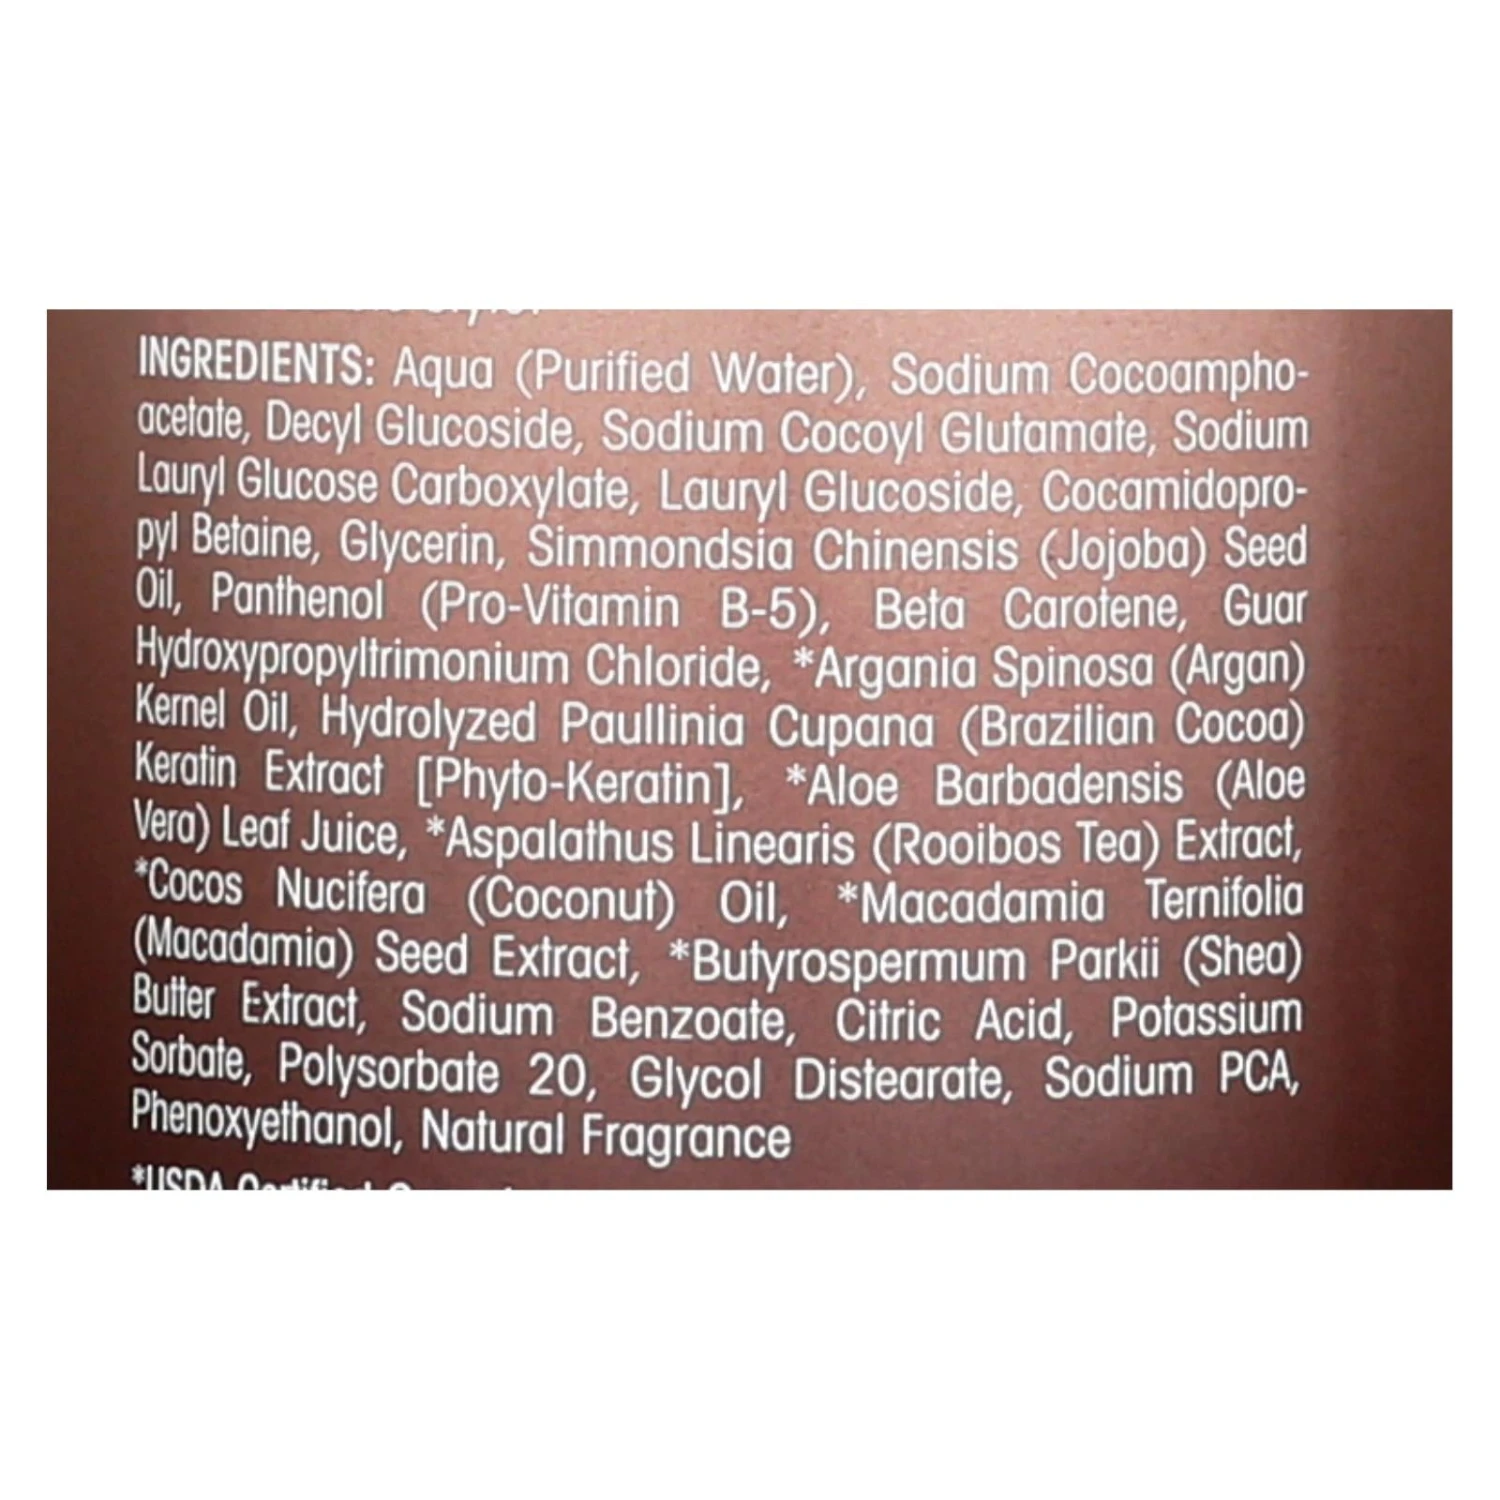 INGREDIENTS: Aqua (Purified Water), Sodium Cocoampho-
acetate, Decyl Glucoside, Sodium Cocoyl Glutamate, Sodium
Lauryl Glucose Carboxylate, Lauryl Glucoside, Cocamidopro-
pyl Betaine, Glycerin, Simmondsia Chinensis (Jojoba) Seed
Oil, Panthenol (Pro-Vitamin B-5), Beta Carotene, Guar
Hydroxypropyltrimonium Chloride, *Argania Spinosa (Argan)
Kernel Oil, Hydrolyzed Paullinia Cupana (Brazilian Cocoa)
Keratin Extract [Phyto-Keratin], *Aloe Barbadensis (Aloe
Vera) Leaf Juice, *Aspalathus Linearis (Rooibos Tea) Extract,
*Cocos Nucifera (Coconut) Oil, *Macadamia Ternifolia
(Macadamia) Seed Extract, *Butyrospermum Parkii (Shea)
Butter Extract, Sodium Benzoate, Citric Acid, Potassium
Sorbate, Polysorbate 20, Glycol Distearate, Sodium PCA,
Phenoxyethanol, Natural Fragrance
*USDA Certified